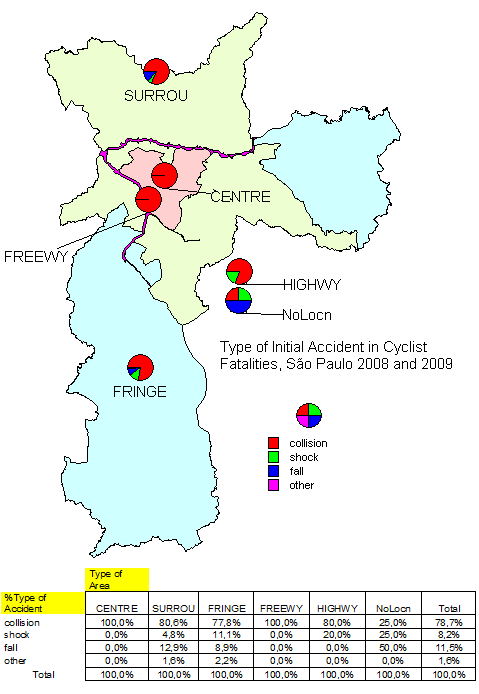 SURROU
CENTRE
FREEWY
HIGHWY
NoLocn
Type of Initial Accident in Cyclist
Fatalities, São Paulo 2008 and 2009
FRINGE
collision
shock
fall
other
Type of
Area
%Type of
Accident CENTRE SURROU FRINGE FREEWY HIGHWY NoLocn Total
collision 100,0% 80,6% 77,8% 100,0% 80,0% 25,0% 78,7%
shock 0,0% 4,8% 11,1% 0,0% 20,0% 25,0% 8,2%
fall 0,0% 12,9% 8,9% 0,0% 0,0% 50,0% 11,5%
other 0,0% 1,6% 2,2% 0,0% 0,0% 0,0% 1,6%
Total 100,0% 100,0% 100,0% 100,0% 100,0% 100,0% 100,0%